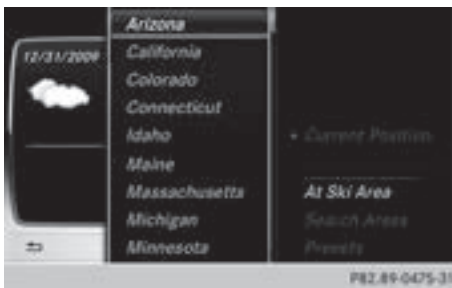 12/31/2009
Arizona
California
Colorado
Connecticut
Idaho
Maine
Massachusetts
Michigan
Minnesota
Current Position
At Ski Area
Search Areas
Presets
P82.89-0475-31